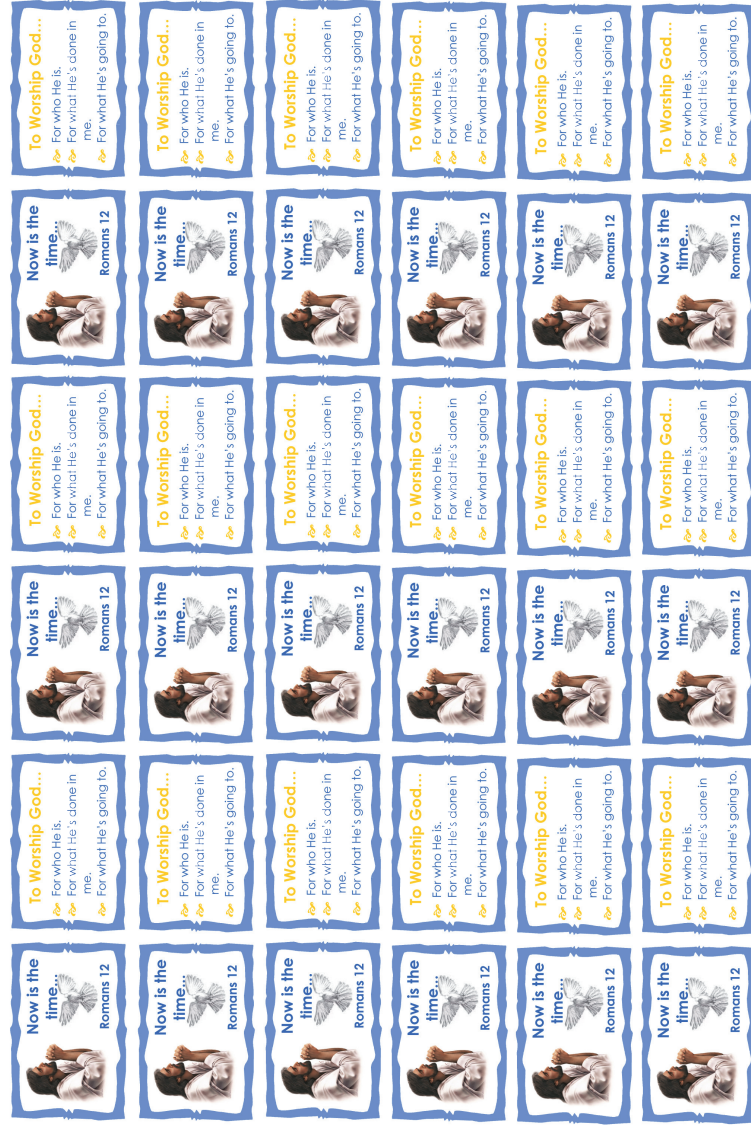 Now is the
time...
Romans 12
To Worship God...
For who He is.
For what He's done in
me.
For what He's going to.
Now is the
time...
Romans 12
To Worship God...
For who He is.
For what He's done in
me.
For what He's going to.
Now is the
time...
Romans 12
To Worship God...
For who He is.
For what He's done in
me.
For what He's going to.
Now is the
time...
Romans 12
To Worship God...
For who He is.
For what He's done in
me.
For what He's going to.
Now is the
time...
Romans 12
To Worship God...
For who He is.
For what He's done in
me.
For what He's going to.
Now is the
time...
Romans 12
To Worship God...
For who He is.
For what He's done in
me.
For what He's going to.
Now is the
time...
Romans 12
To Worship God...
For who He is.
For what He's done in
me.
For what He's going to.
Now is the
time...
Romans 12
To Worship God...
For who He is.
For what He's done in
me.
For what He's going to.
Now is the
time...
Romans 12
To Worship God...
For who He is.
For what He's done in
me.
For what He's going to.
Now is the
time...
Romans 12
To Worship God...
For who He is.
For what He's done in
me.
For what He's going to.
Now is the
time...
Romans 12
To Worship God...
For who He is.
For what He's done in
me.
For what He's going to.
Now is the
time...
Romans 12
To Worship God...
For who He is.
For what He's done in
me.
For what He's going to.
Now is the
time...
Romans 12
To Worship God...
For who He is.
For what He's done in
me.
For what He's going to.
Now is the
time...
Romans 12
To Worship God...
For who He is.
For what He's done in
me.
For what He's going to.
Now is the
time...
Romans 12
To Worship God...
For who He is.
For what He's done in
me.
For what He's going to.
Now is the
time...
Romans 12
To Worship God...
For who He is.
For what He's done in
me.
For what He's going to.
Now is the
time...
Romans 12
To Worship God...
For who He is.
For what He's done in
me.
For what He's going to.
Now is the
time...
Romans 12
To Worship God...
For who He is.
For what He's done in
me.
For what He's going to.